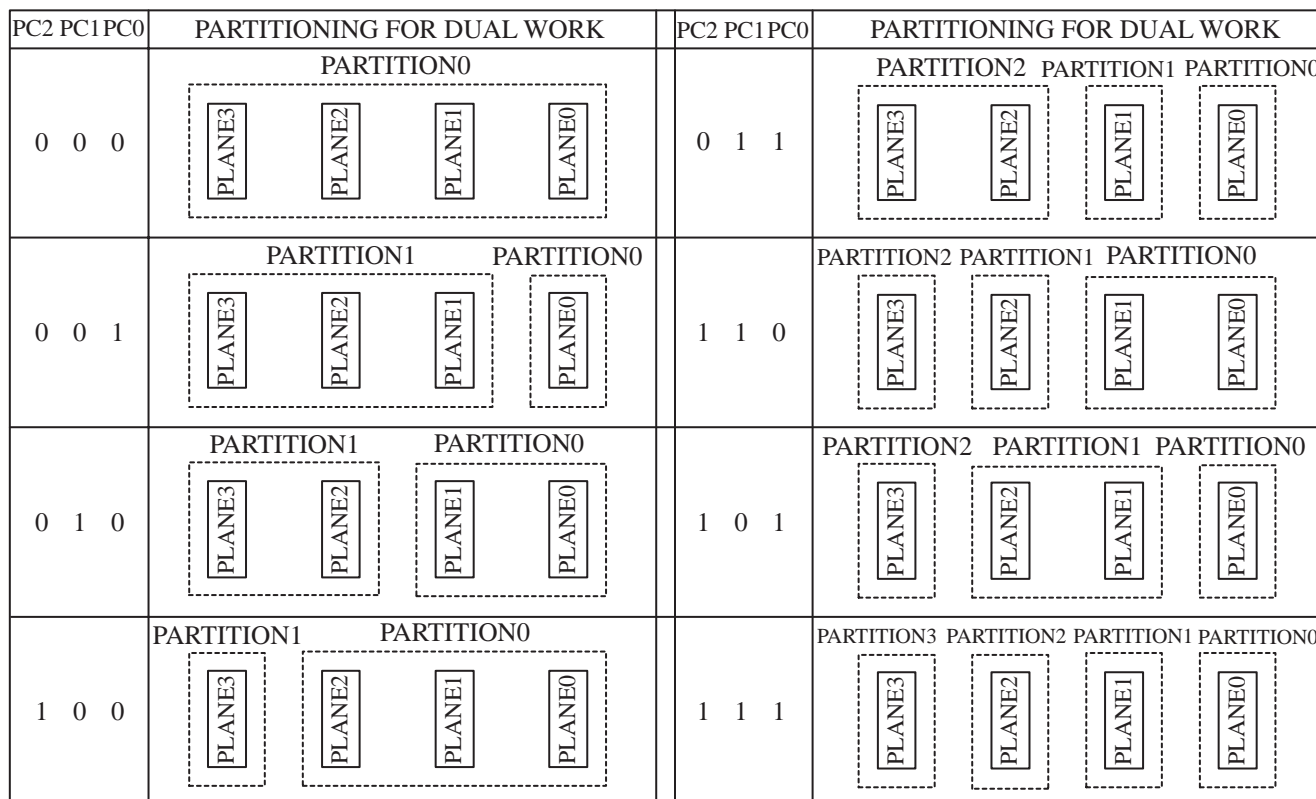 PC2 PC1 PC0 PARTITIONING FOR DUAL WORK PC2 PC1 PC0 PARTITIONING FOR DUAL WORK
PARTITION0
0 0 0
PLANE3 PLANE2 PLANE1 PLANE0
PARTITION2 PARTITION1 PARTITION0
0 1 1
PLANE3 PLANE2 PLANE1 PLANE0
PARTITION1 PARTITION0
0 0 1
PLANE3 PLANE2 PLANE1 PLANE0
PARTITION2 PARTITION1 PARTITION0
1 1 0
PLANE3 PLANE2 PLANE1 PLANE0
PARTITION1 PARTITION0
0 1 0
PLANE3 PLANE2 PLANE1 PLANE0
PARTITION2 PARTITION1 PARTITION0
1 0 1
PLANE3 PLANE2 PLANE1 PLANE0
PARTITION1 PARTITION0
1 0 0
PLANE3 PLANE2 PLANE1 PLANE0
PARTITION3 PARTITION2 PARTITION1 PARTITION0
1 1 1
PLANE3 PLANE2 PLANE1 PLANE0